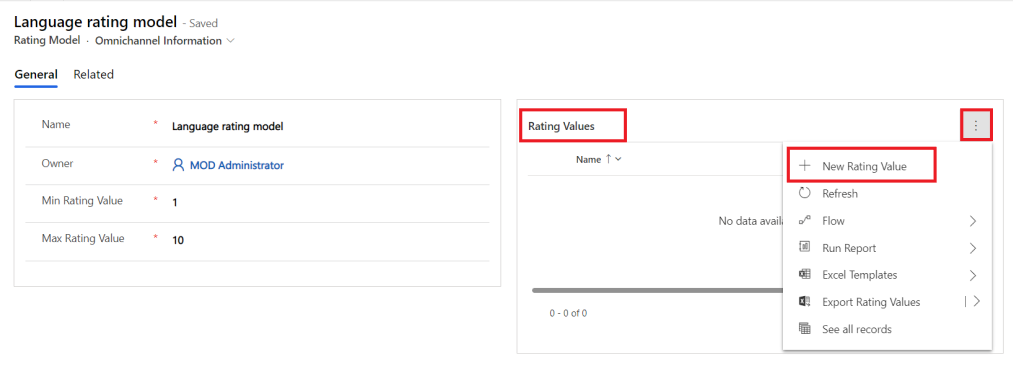 Language rating model - Saved
Rating Model · Omnichannel Information
General Related
Name * Language rating model
Owner * MOD Administrator
Min Rating Value * 1
Max Rating Value * 10
Rating Values
Name ↑
No data avail
0 - 0 of 0
New Rating Value
Refresh
Flow
Run Report
Excel Templates
Export Rating Values
See all records